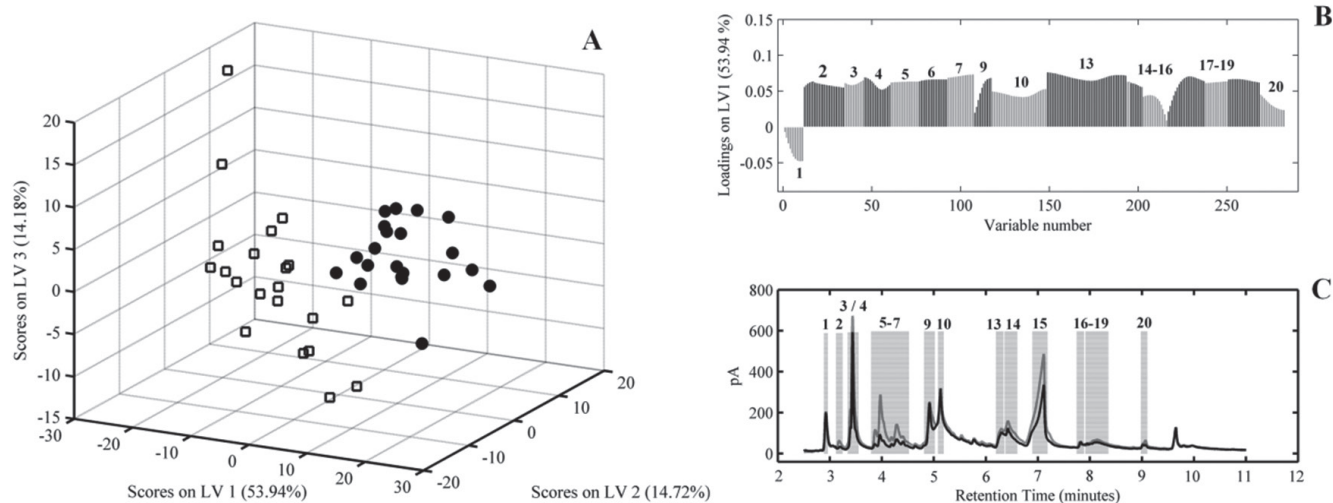 A
Scores on LV 3 (14.18%)
20
15
10
5
0
-5
-10
-15
-30
-20
-10
0
10
20
30
Scores on LV 1 (53.94%)
-20
-10
0
10
20
Scores on LV 2 (14.72%)
B
Loadings on LV1 (53.94 %)
0.15
0.1
0.05
0
-0.05
1 2 3 4 5 6 7 9 10 13 14-16 17-19 20
0 50 100 150 200 250
Variable number
C
pA
800
600
400
200
0
3 / 4
1 2 5-7 9 10 13 14 15 16-19 20
2 3 4 5 6 7 8 9 10 11 12
Retention Time (minutes)